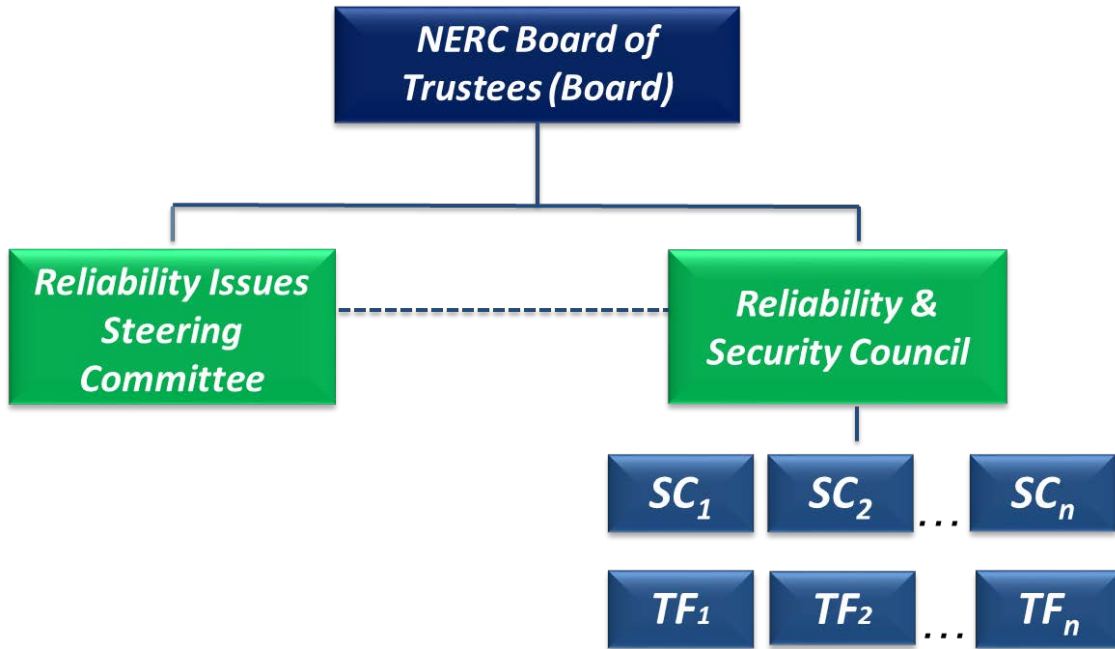 NERC Board of
Trustees (Board)
Reliability Issues
Steering
Committee
Reliability &
Security Council
SC₁ SC₂ ... SCₙ
TF₁ TF₂ ... TFₙ